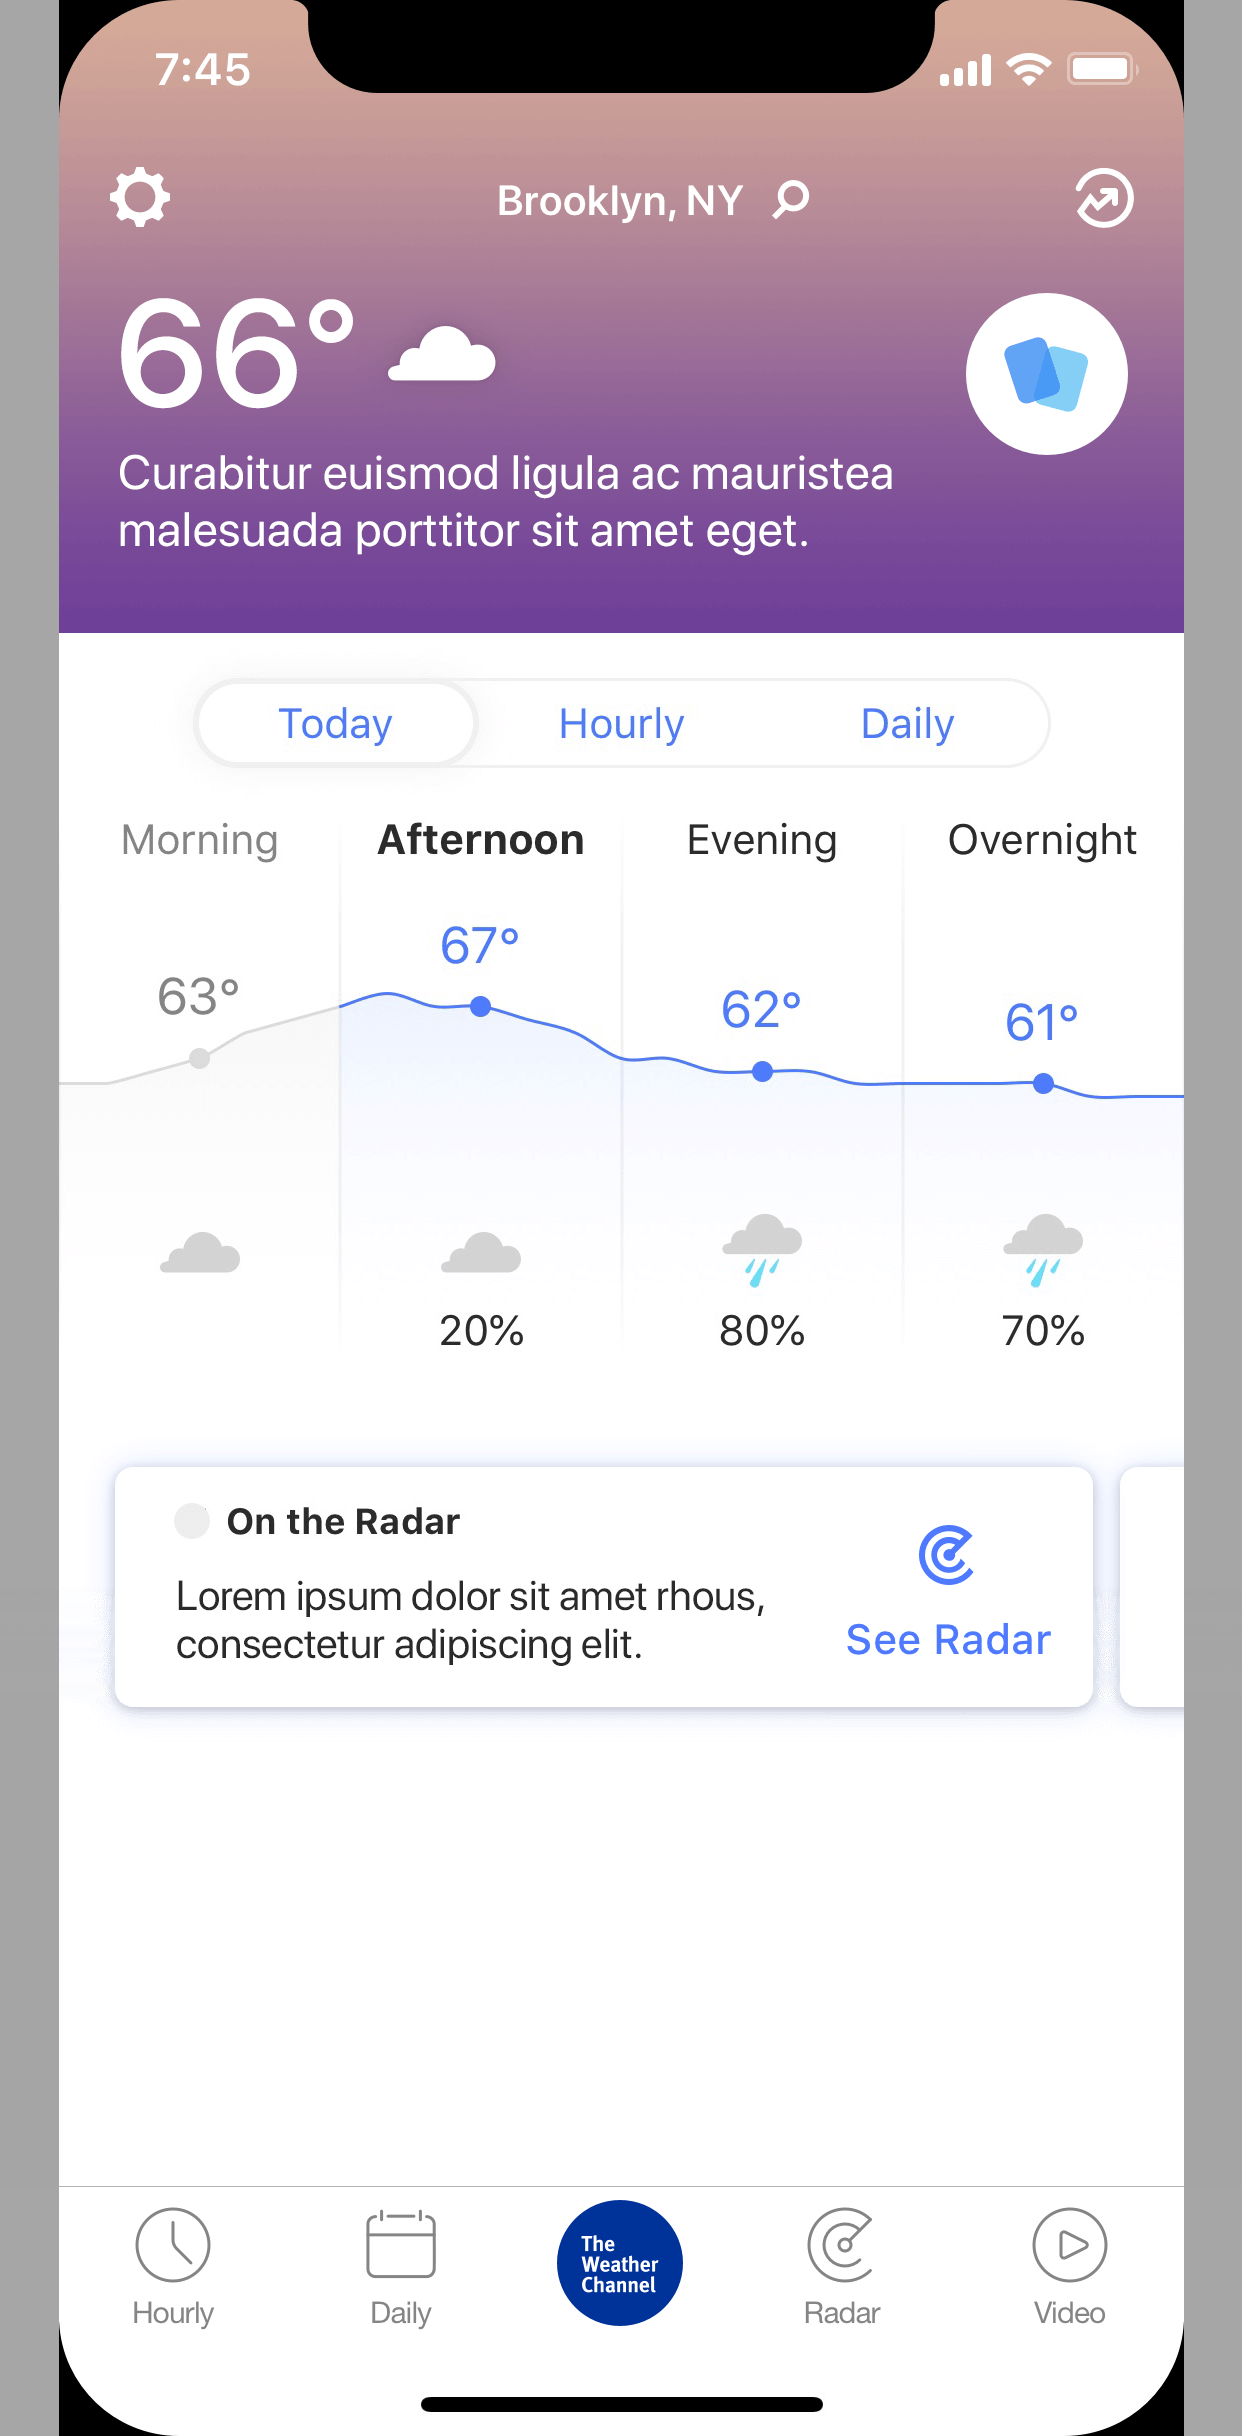 7:45
Brooklyn, NY
66°
Curabitur euismod ligula ac mauristea
malesuada porttitor sit amet eget.
Today Hourly Daily
Morning Afternoon Evening Overnight
63° 67° 62° 61°
20% 80% 70%
On the Radar
Lorem ipsum dolor sit amet rhous,
consectetur adipiscing elit.
See Radar
The
Weather
Channel
Hourly Daily Radar Video